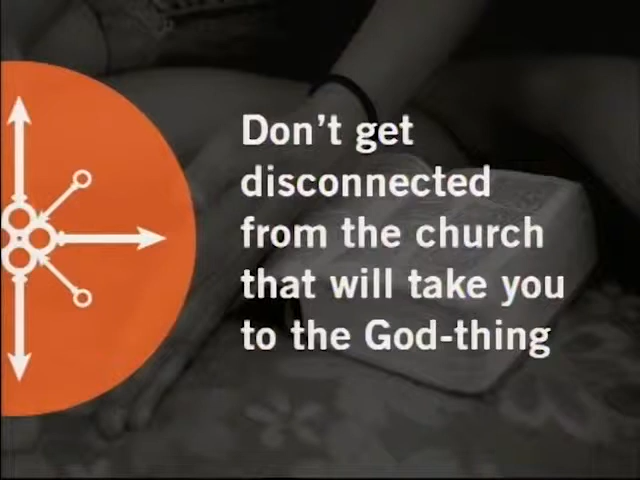 Don't get
disconnected
from the church
that will take you
to the God-thing